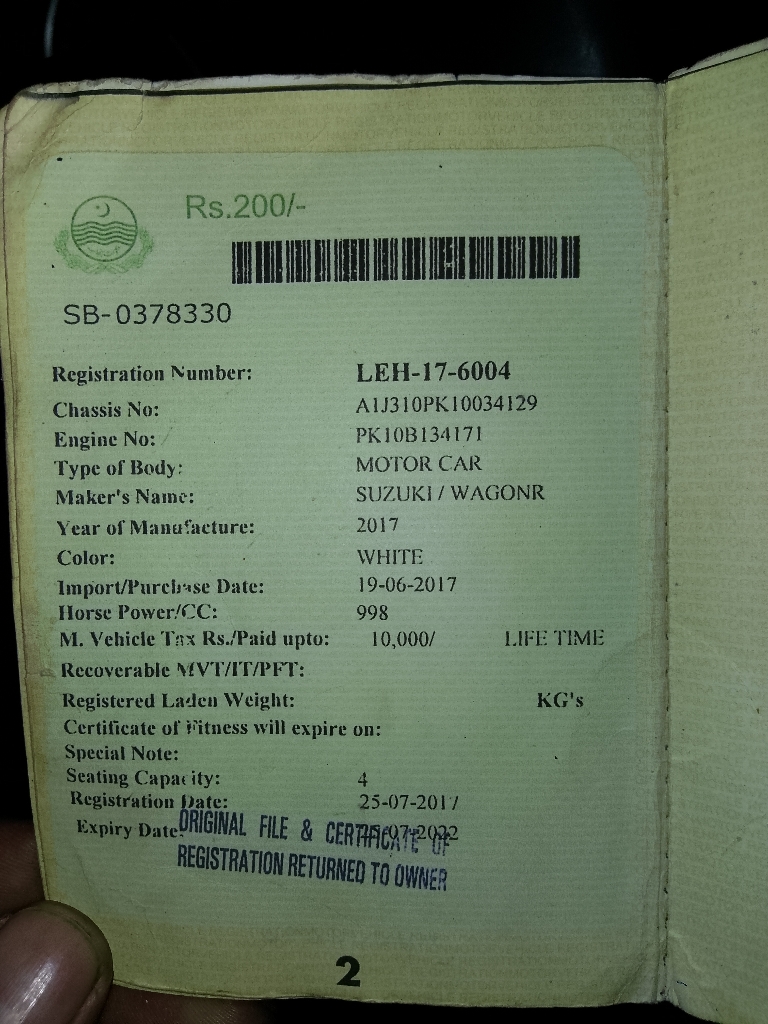 Rs.200/-
SB-0378330
Registration Number: LEH-17-6004
Chassis No: A1J310PK10034129
Engine No: PK10B134171
Type of Body: MOTOR CAR
Maker's Name: SUZUKI / WAGONR
Year of Manufacture: 2017
Color: WHITE
Import/Purchase Date: 19-06-2017
Horse Power/CC: 998
M. Vehicle Tax Rs./Paid upto: 10,000/ LIFE TIME
Recoverable MVT/IT/PFT:
Registered Laden Weight: KG's
Certificate of Fitness will expire on:
Special Note:
Seating Capacity: 4
Registration Date: 25-07-2017
Expiry Date: 25-07-2022
ORIGINAL FILE & CERTIFICATE OF
REGISTRATION RETURNED TO OWNER
2